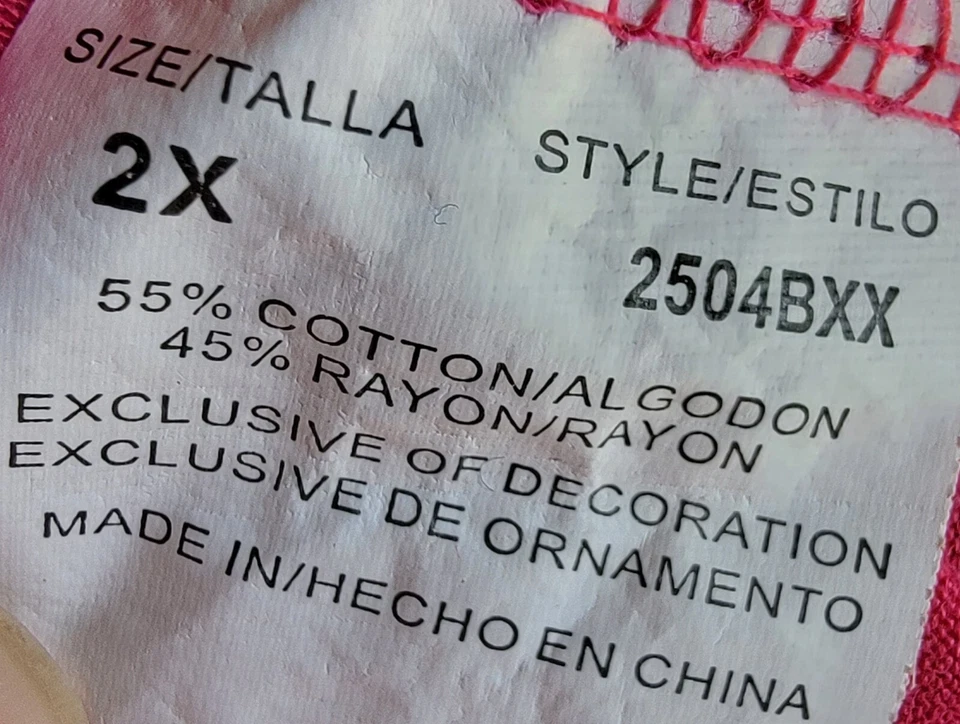 SIZE/TALLA
2X
STYLE/ESTILO
2504BXX
55% COTTON/ALGODON
45% RAYON/RAYON
EXCLUSIVE OF DECORATION
EXCLUSIVE DE ORNAMENTO
MADE IN/HECHO EN CHINA